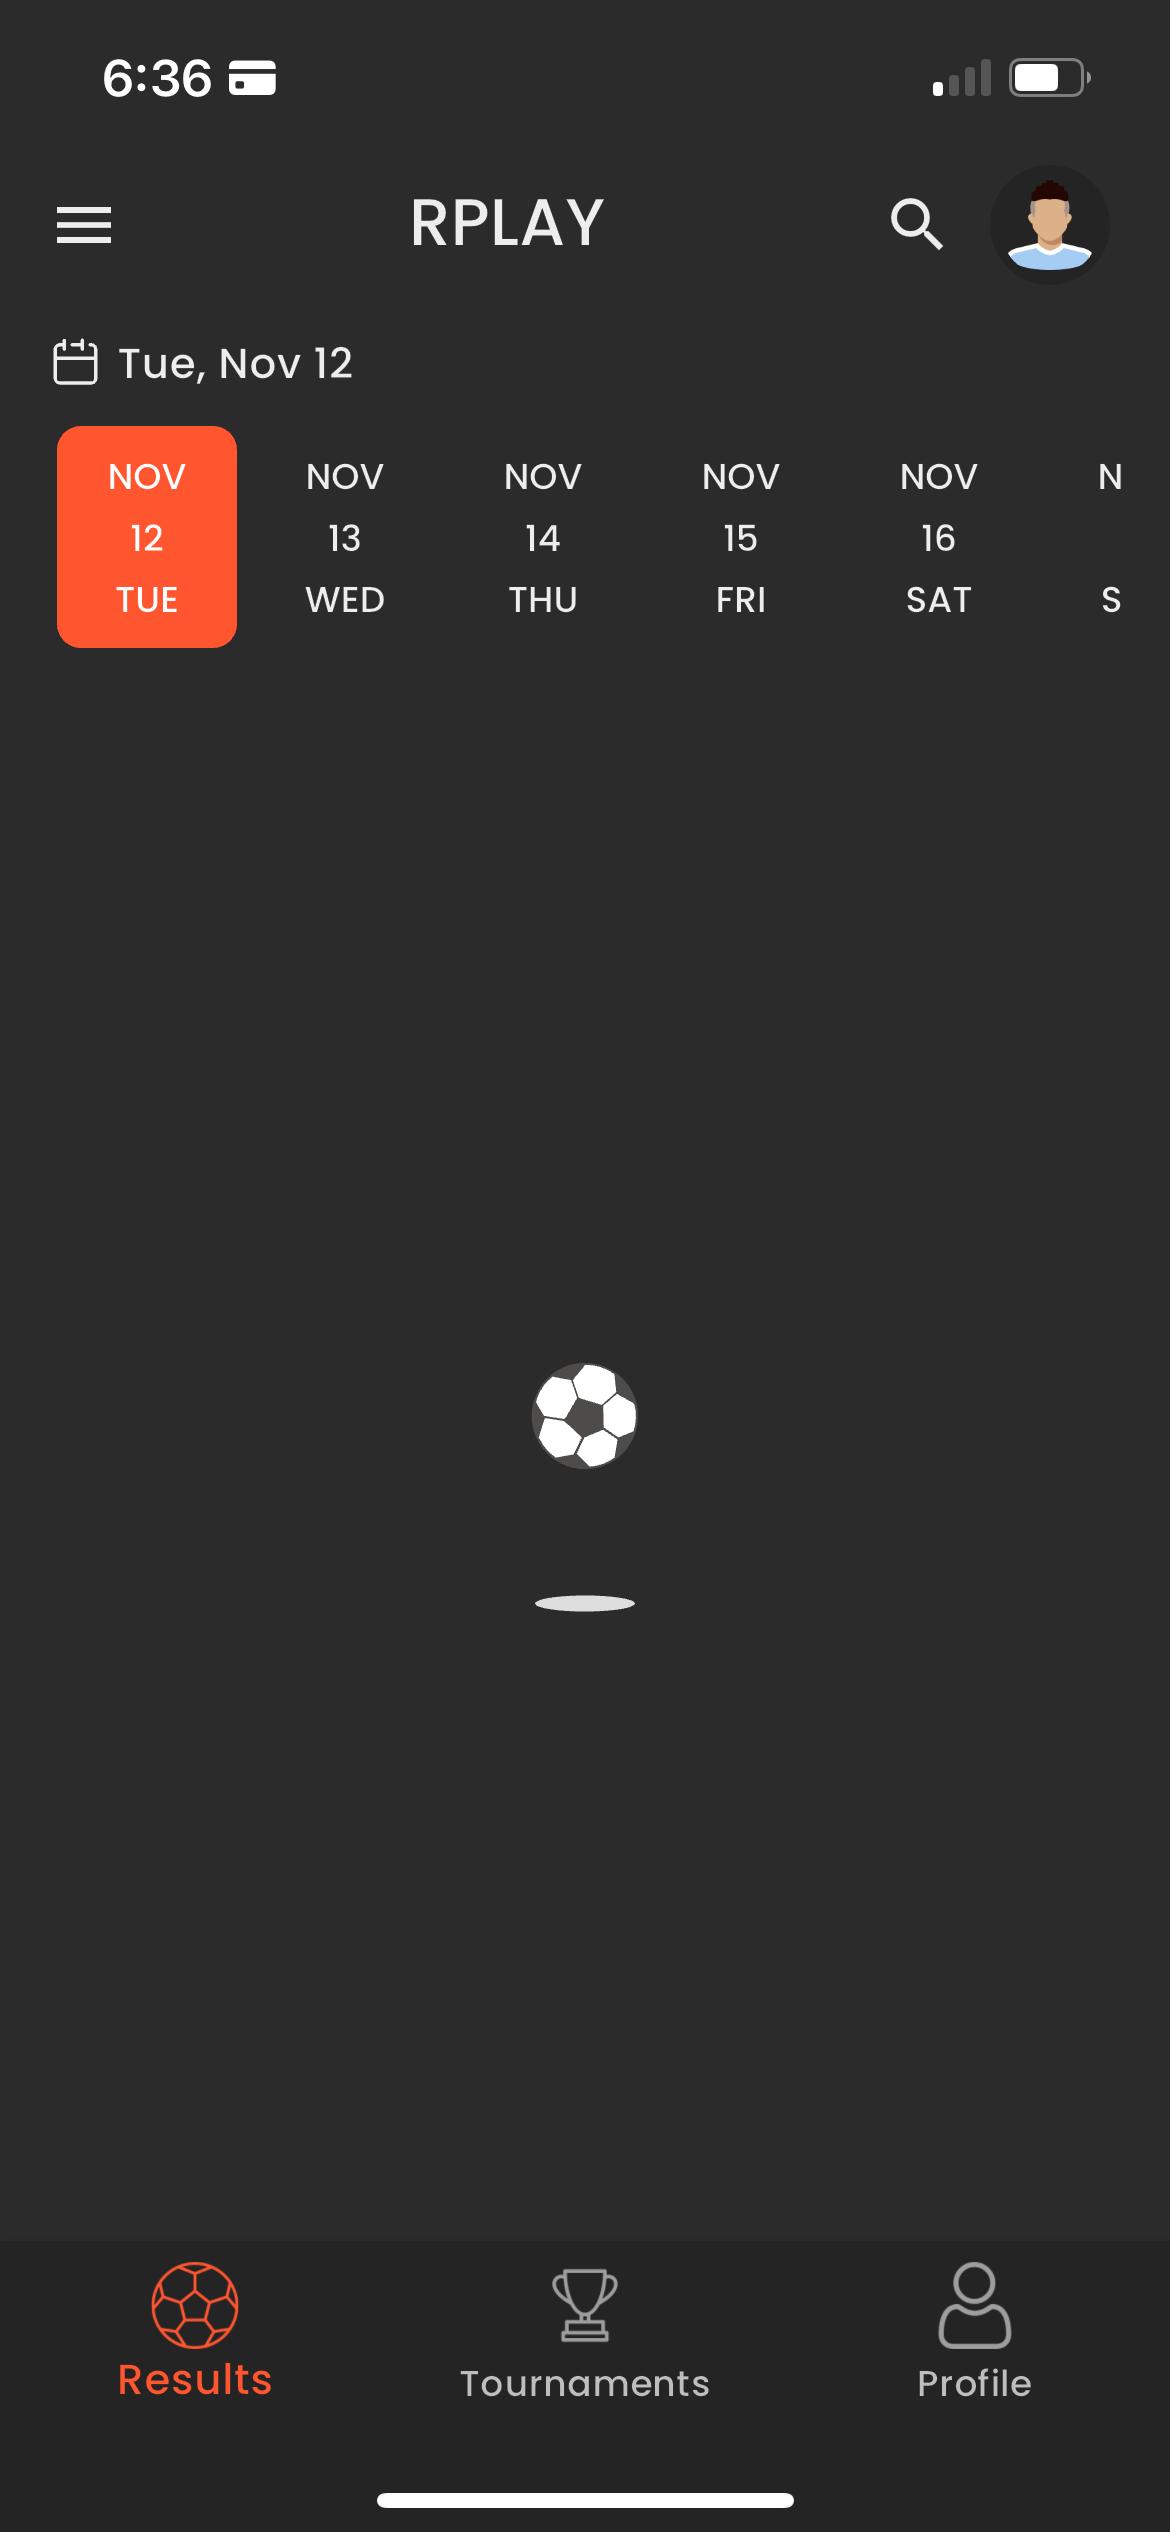 6:36
RPLAY
Tue, Nov 12
NOV NOV NOV NOV NOV N
12 13 14 15 16
TUE WED THU FRI SAT S
Results Tournaments Profile